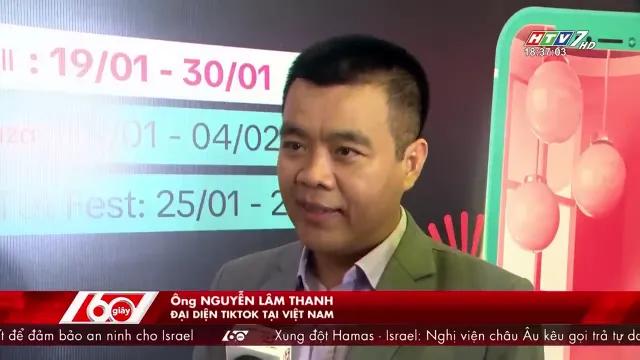 HTV7 HD
18:37:03
: 19/01 - 30/01
/01 - 04/02
Fest: 25/01 - 2
60 giây
Ông NGUYỄN LÂM THANH
ĐẠI DIỆN TIKTOK TẠI VIỆT NAM
ết để đảm bảo an ninh cho Israel
Xung đột Hamas - Israel: Nghị viện châu Âu kêu gọi trả tự do